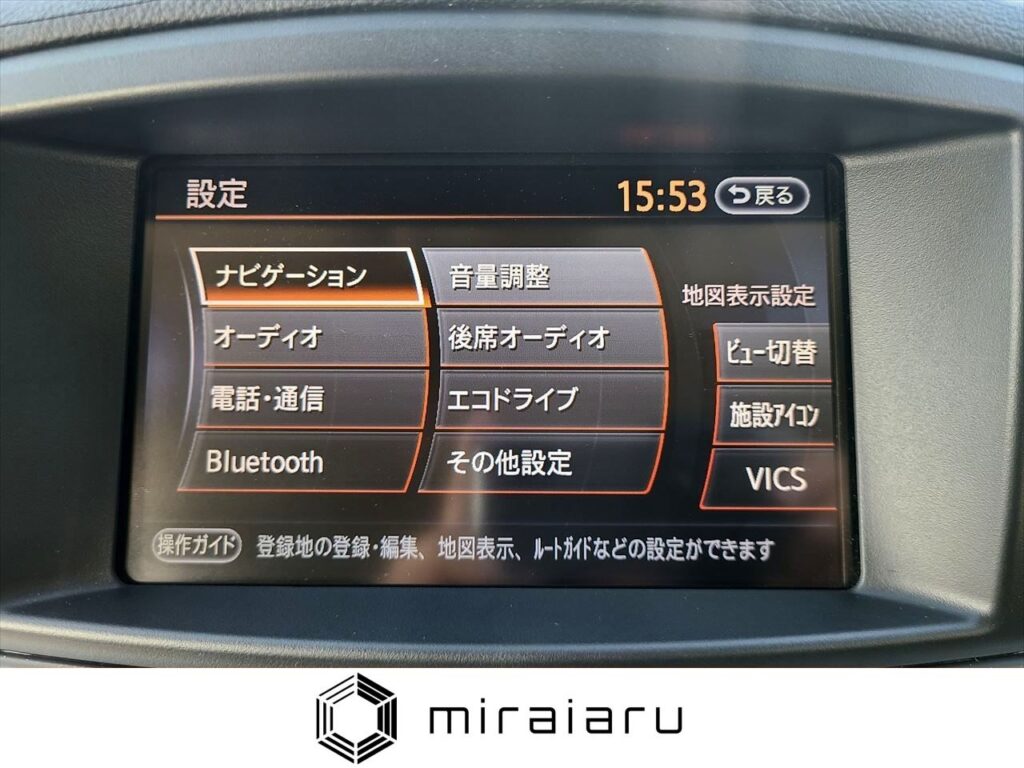 設定
15:53
戻る
ナビゲーション
音量調整
オーディオ
後席オーディオ
電話・通信
エコドライブ
Bluetooth
その他設定
地図表示設定
ビュー切替
施設アイコン
VICS
操作ガイド
登録地の登録・編集、地図表示、ルートガイドなどの設定ができます
miraiaru